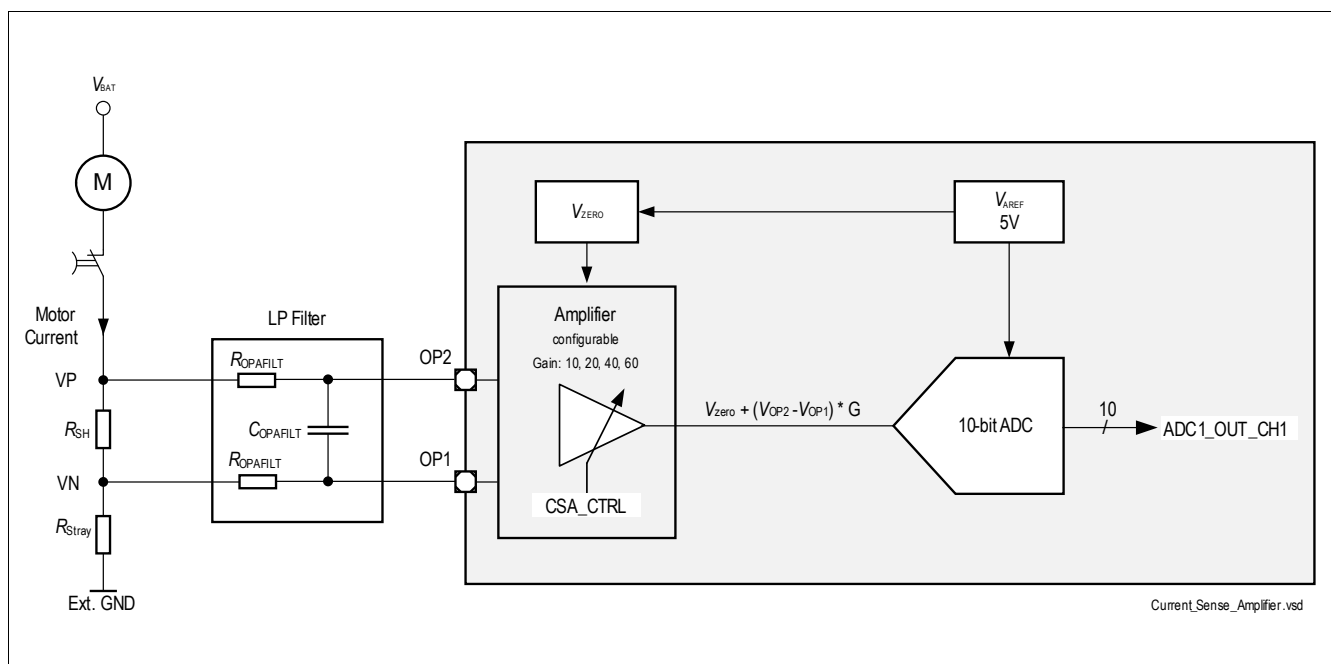 VBAT
M
Motor
Current
VP
RSH
VN
RStray
Ext. GND
LP Filter
ROPAFILT
COPAFILT
ROPAFILT
OP2
OP1
VZERO
VAREF
5V
Amplifier
configurable
Gain: 10, 20, 40, 60
CSA_CTRL
Vzero + (VOP2 -VOP1) * G
10-bit ADC
10
ADC1_OUT_CH1
Current_Sense_Amplifier.vsd